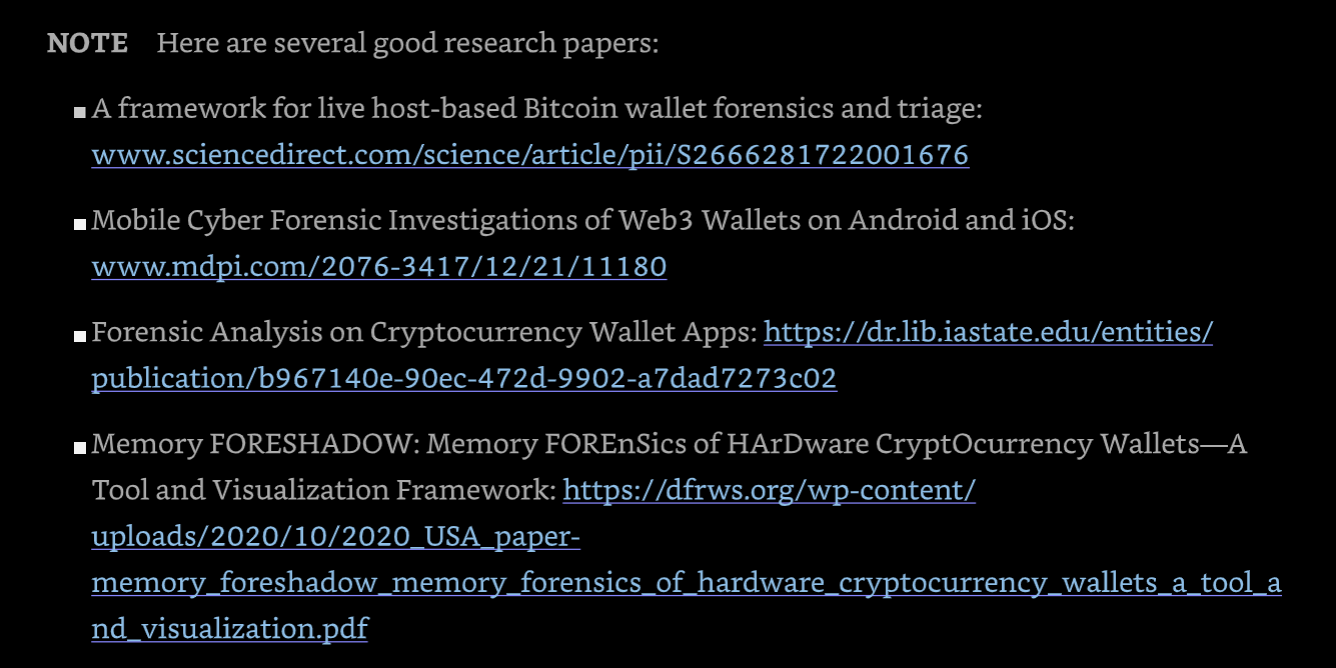 NOTE Here are several good research papers:
A framework for live host-based Bitcoin wallet forensics and triage:
www.sciencedirect.com/science/article/pii/S2666281722001676
Mobile Cyber Forensic Investigations of Web3 Wallets on Android and iOS:
www.mdpi.com/2076-3417/12/21/11180
Forensic Analysis on Cryptocurrency Wallet Apps: https://dr.lib.iastate.edu/entities/
publication/b967140e-90ec-472d-9902-a7dad7273c02
Memory FORESHADOW: Memory FOREnSics of HArDware CryptOcurrency Wallets—A
Tool and Visualization Framework: https://dfrws.org/wp-content/
uploads/2020/10/2020_USA_paper-
memory_foreshadow_memory_forensics_of_hardware_cryptocurrency_wallets_a_tool_a
nd_visualization.pdf